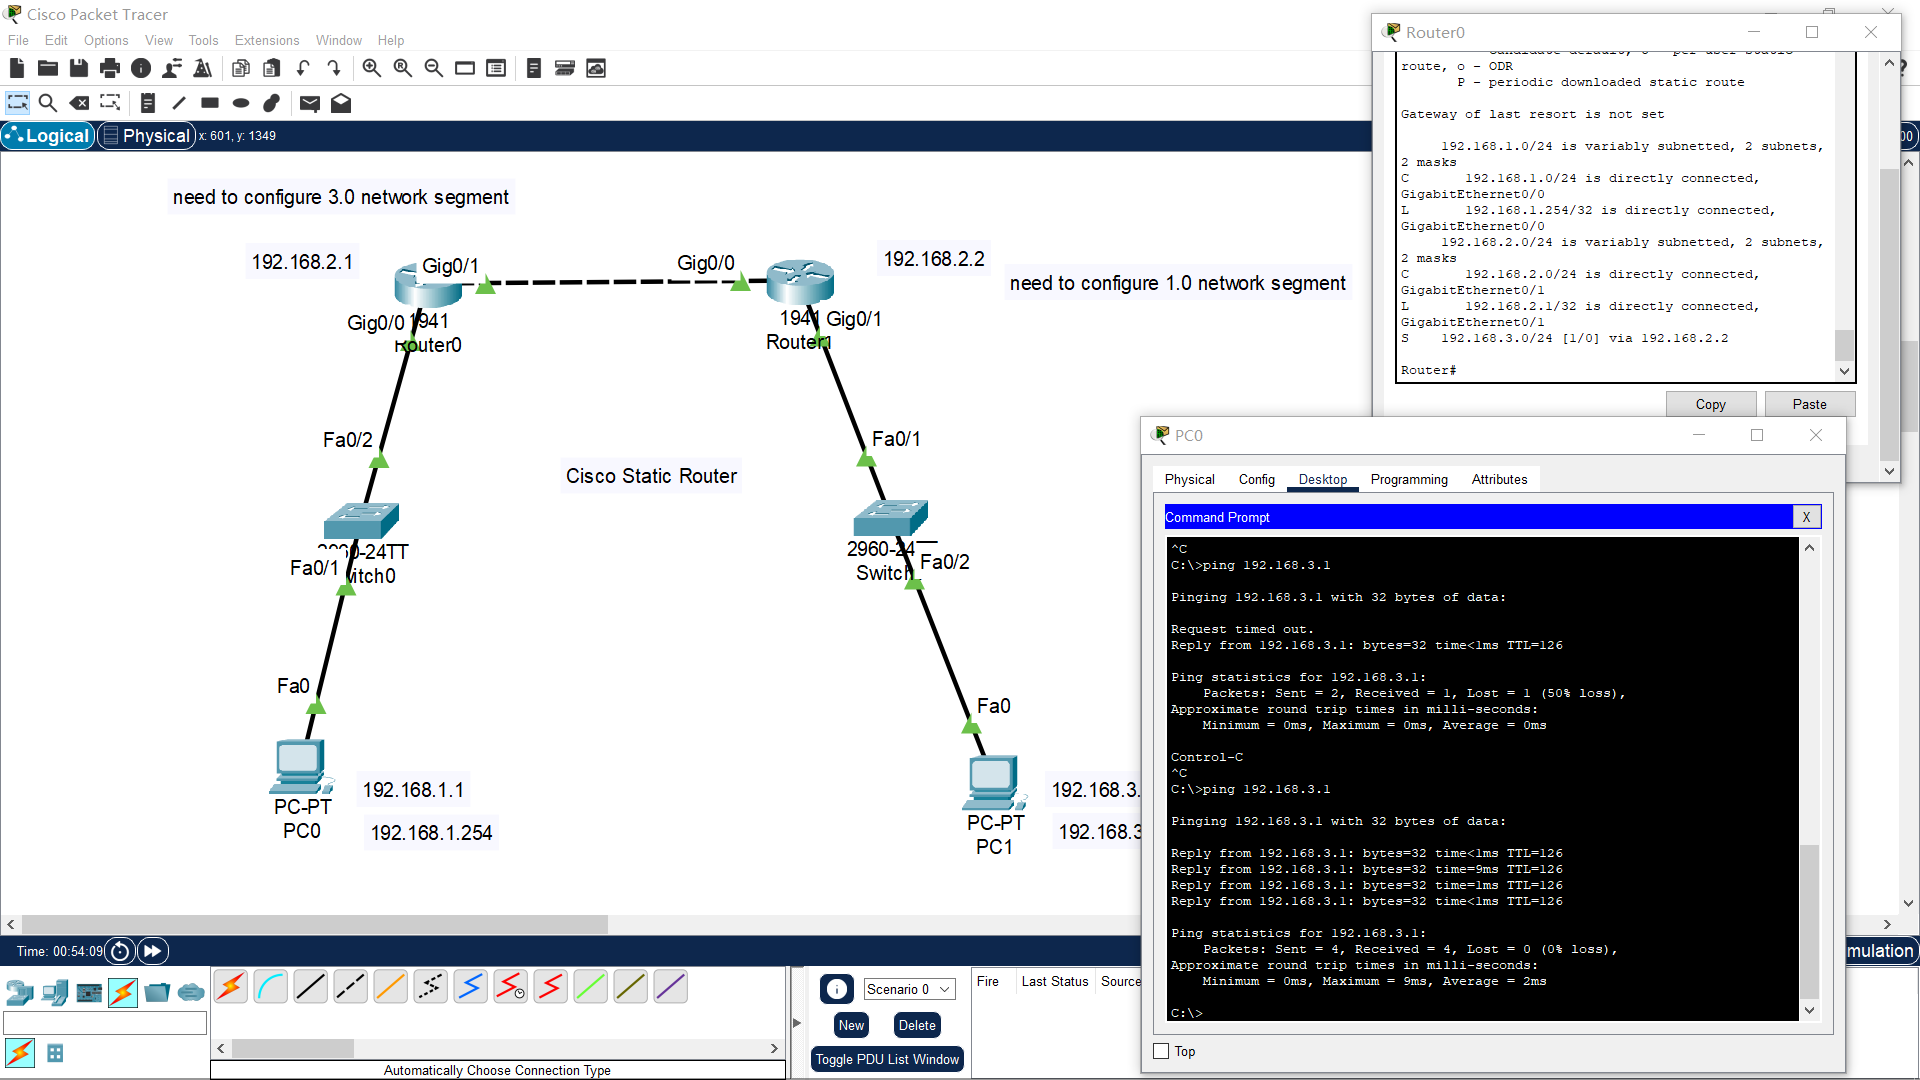 Cisco Packet Tracer
File Edit Options View Tools Extensions Window Help
Logical Physical x: 601, y: 1349
need to configure 3.0 network segment
192.168.2.1
Gig0/1
Gig0/0
192.168.2.2
need to configure 1.0 network segment
Gig0/0 1941
Router0
1941 Gig0/1
Router1
Fa0/2
Fa0/1
Cisco Static Router
2960-24TT
Fa0/1 witch0
2960-24
Fa0/2
Switch
Fa0
Fa0
PC-PT
PC0
192.168.1.1
192.168.1.254
PC-PT
PC1
192.168.3.
192.168.3
Router0
route, o - ODR
P - periodic downloaded static route
Gateway of last resort is not set
192.168.1.0/24 is variably subnetted, 2 subnets,
2 masks
C 192.168.1.0/24 is directly connected,
GigabitEthernet0/0
L 192.168.1.254/32 is directly connected,
GigabitEthernet0/0
192.168.2.0/24 is variably subnetted, 2 subnets,
2 masks
C 192.168.2.0/24 is directly connected,
GigabitEthernet0/1
L 192.168.2.1/32 is directly connected,
GigabitEthernet0/1
S 192.168.3.0/24 [1/0] via 192.168.2.2
Router#
Copy Paste
PC0
Physical Config Desktop Programming Attributes
Command Prompt X
^C
C:\>ping 192.168.3.1
Pinging 192.168.3.1 with 32 bytes of data:
Request timed out.
Reply from 192.168.3.1: bytes=32 time<1ms TTL=126
Ping statistics for 192.168.3.1:
Packets: Sent = 2, Received = 1, Lost = 1 (50% loss),
Approximate round trip times in milli-seconds:
Minimum = 0ms, Maximum = 0ms, Average = 0ms
Control-C
^C
C:\>ping 192.168.3.1
Pinging 192.168.3.1 with 32 bytes of data:
Reply from 192.168.3.1: bytes=32 time<1ms TTL=126
Reply from 192.168.3.1: bytes=32 time=9ms TTL=126
Reply from 192.168.3.1: bytes=32 time=1ms TTL=126
Reply from 192.168.3.1: bytes=32 time<1ms TTL=126
Ping statistics for 192.168.3.1:
Packets: Sent = 4, Received = 4, Lost = 0 (0% loss),
Approximate round trip times in milli-seconds:
Minimum = 0ms, Maximum = 9ms, Average = 2ms
C:\>
Top
Time: 00:54:09
mulation
Scenario 0
New Delete
Toggle PDU List Window
Fire Last Status Source
Automatically Choose Connection Type